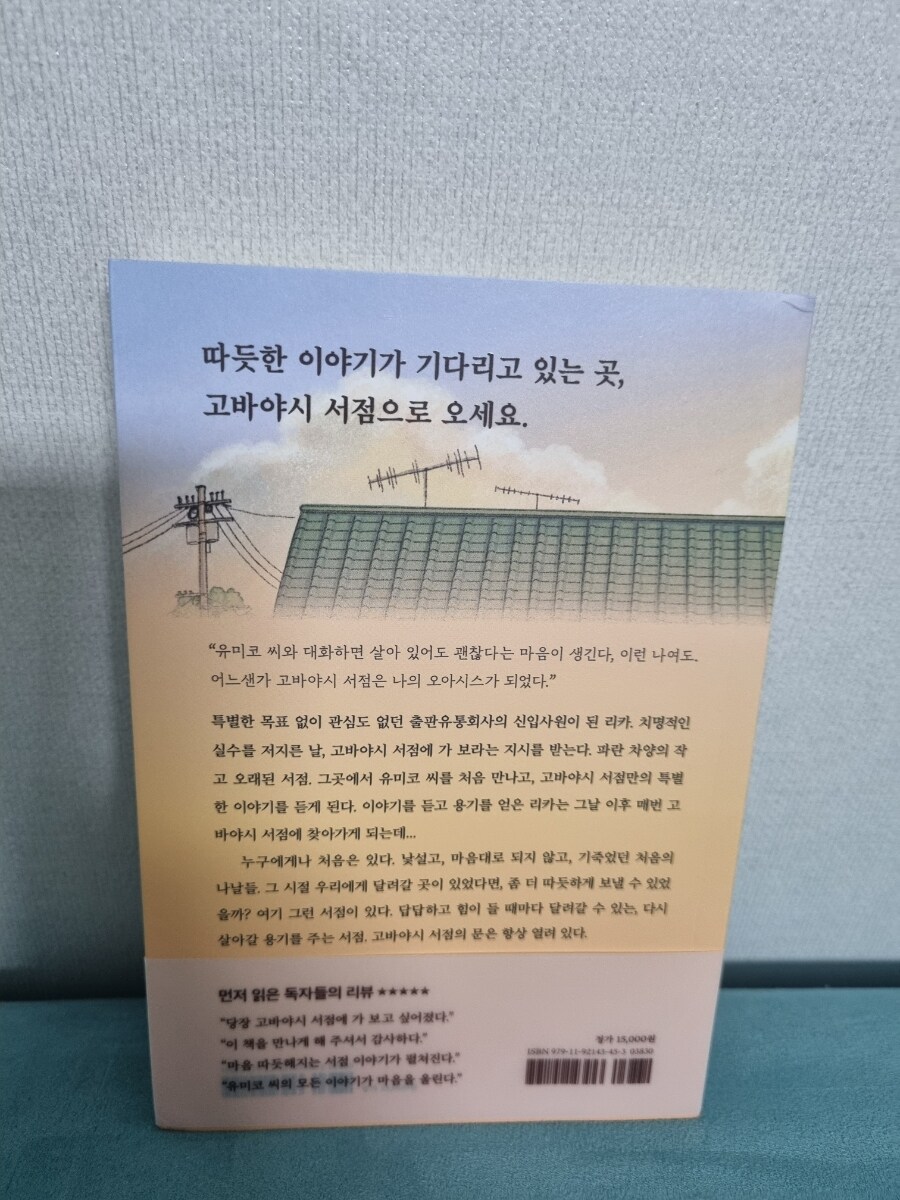 따듯한 이야기가 기다리고 있는 곳,
고바야시 서점으로 오세요.
“유미코 씨와 대화하면 살아 있어도 괜찮다는 마음이 생긴다, 이런 나여도.
어느샌가 고바야시 서점은 나의 오아시스가 되었다.”
특별한 목표 없이 관심도 없던 출판유통회사의 신입사원이 된 리카. 치명적인
실수를 저지른 날, 고바야시 서점에 가 보라는 지시를 받는다. 파란 차양의 작
고 오래된 서점. 그곳에서 유미코 씨를 처음 만나고, 고바야시 서점만의 특별
한 이야기를 듣게 된다. 이야기를 듣고 용기를 얻은 리카는 그날 이후 매번 고
바야시 서점에 찾아가게 되는데...
누구에게나 처음은 있다. 낯설고, 마음대로 되지 않고, 기죽었던 처음의
나날들. 그 시절 우리에게 달려갈 곳이 있었다면, 좀 더 따듯하게 보낼 수 있었
을까? 여기 그런 서점이 있다. 답답하고 힘이 들 때마다 달려갈 수 있는, 다시
살아갈 용기를 주는 서점. 고바야시 서점의 문은 항상 열려 있다.
먼저 읽은 독자들의 리뷰 ★★★★★
“당장 고바야시 서점에 가 보고 싶어졌다.”
“이 책을 만나게 해 주셔서 감사하다.”
“마음 따듯해지는 서점 이야기가 펼쳐진다.”
“유미코 씨의 모든 이야기가 마음을 울린다.”
정가 15,000원
ISBN 979-11-92143-45-3 03830